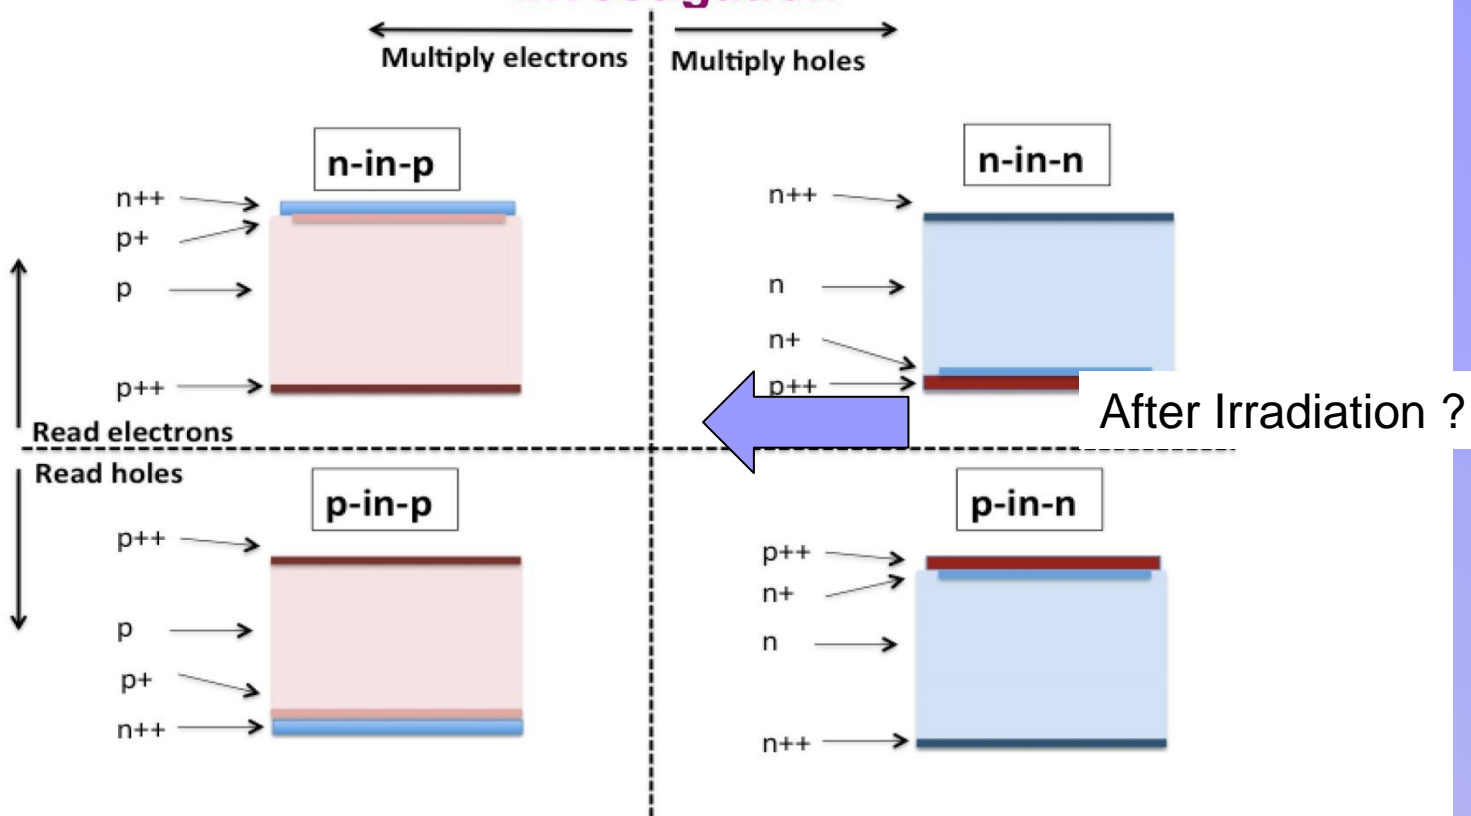 Multiply electrons
Multiply holes
n-in-p
n++
p+
p
p++
n-in-n
n++
n
n+
p++
After Irradiation ?
Read electrons
Read holes
p-in-p
p++
p
p+
n++
p-in-n
p++
n+
n
n++